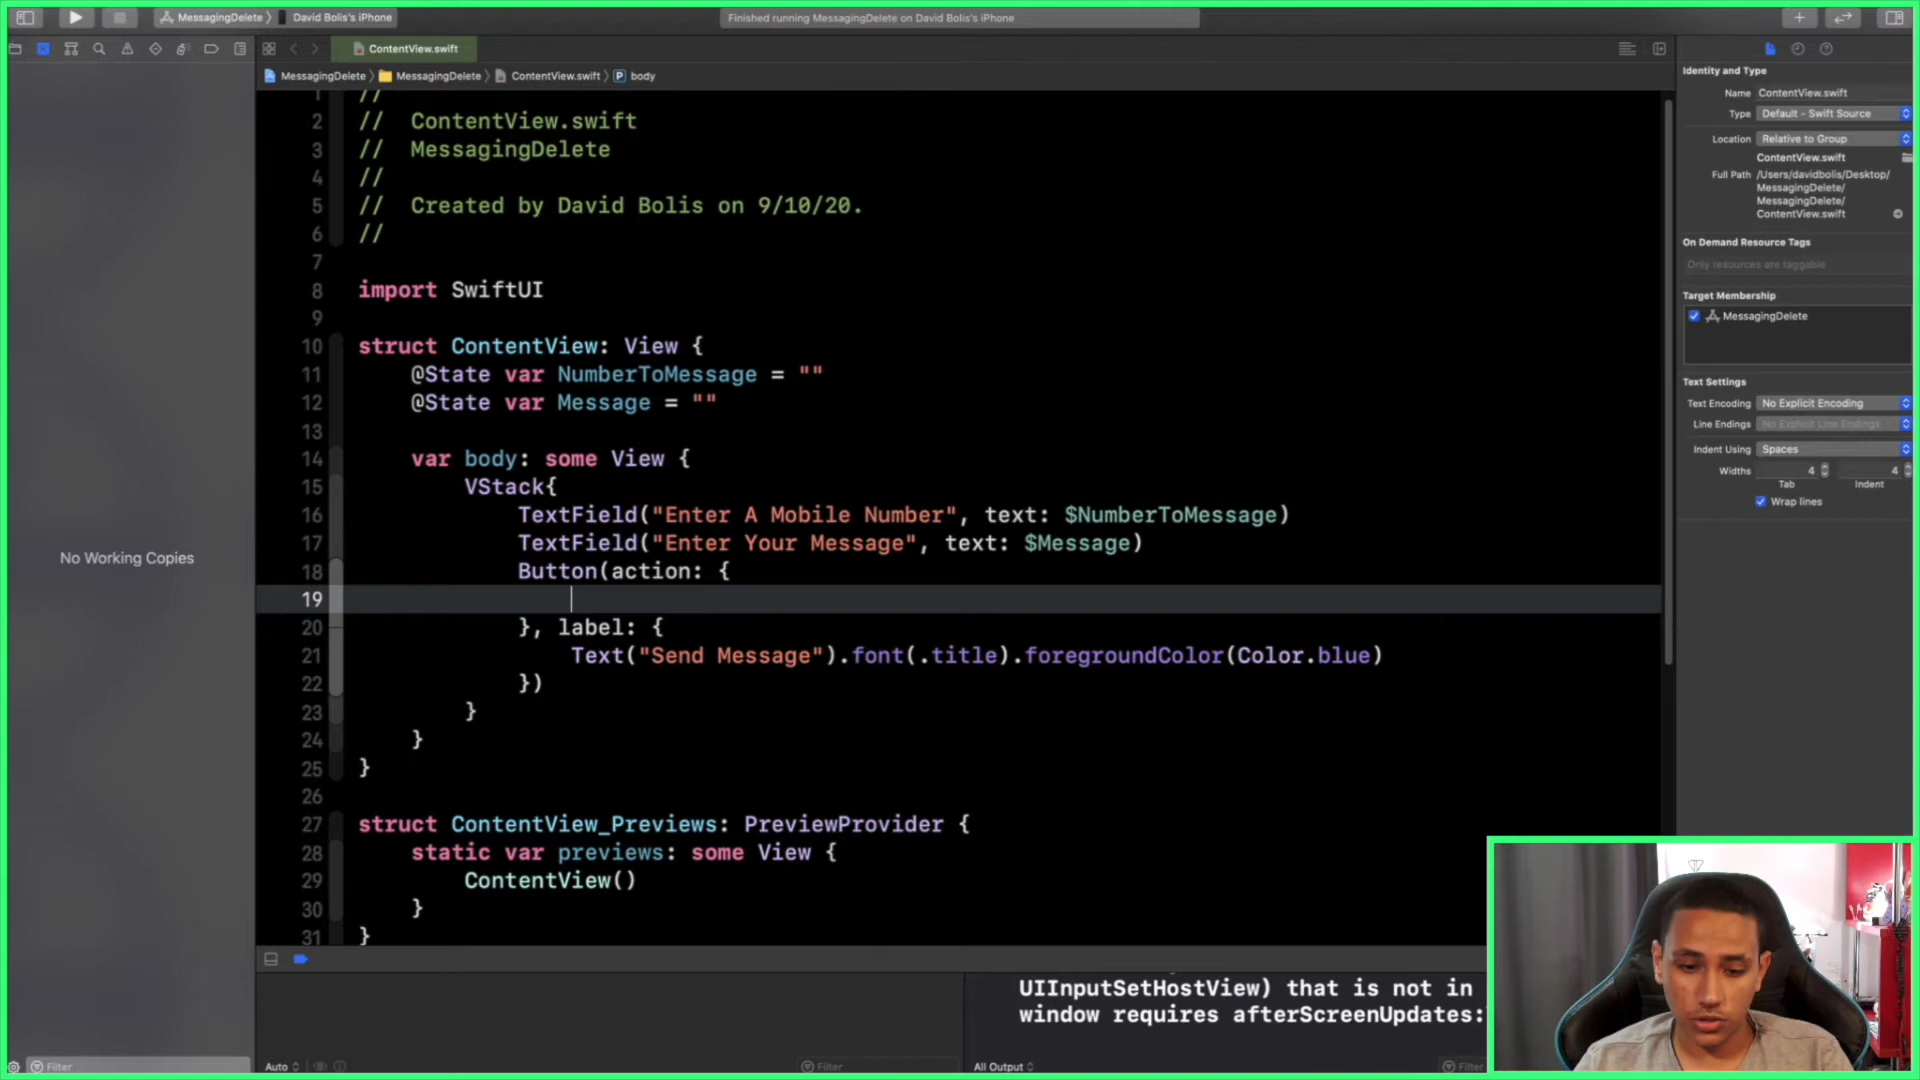 MessagingDelete 〉 David Bolis's iPhone
Finished running MessagingDelete on David Bolis's iPhone
ContentView.swift
MessagingDelete 〉 MessagingDelete 〉 ContentView.swift 〉 P body
1 //
2 //  ContentView.swift
3 //  MessagingDelete
4 //
5 //  Created by David Bolis on 9/10/20.
6 //
7
8 import SwiftUI
9
10 struct ContentView: View {
11     @State var NumberToMessage = ""
12     @State var Message = ""
13
14     var body: some View {
15         VStack{
16             TextField("Enter A Mobile Number", text: $NumberToMessage)
17             TextField("Enter Your Message", text: $Message)
18             Button(action: {
19
20             }, label: {
21                 Text("Send Message").font(.title).foregroundColor(Color.blue)
22             })
23         }
24     }
25 }
26
27 struct ContentView_Previews: PreviewProvider {
28     static var previews: some View {
29         ContentView()
30     }
31 }
No Working Copies
Filter
Auto
Filter
UIInputSetHostView) that is not in
window requires afterScreenUpdates:
All Output
Filter
Identity and Type
Name ContentView.swift
Type Default - Swift Source
Location Relative to Group
ContentView.swift
Full Path /Users/davidbolis/Desktop/
MessagingDelete/
MessagingDelete/
ContentView.swift
On Demand Resource Tags
Only resources are taggable
Target Membership
MessagingDelete
Text Settings
Text Encoding No Explicit Encoding
Line Endings No Explicit Line Endings
Indent Using Spaces
Widths 4 4
Tab Indent
Wrap lines